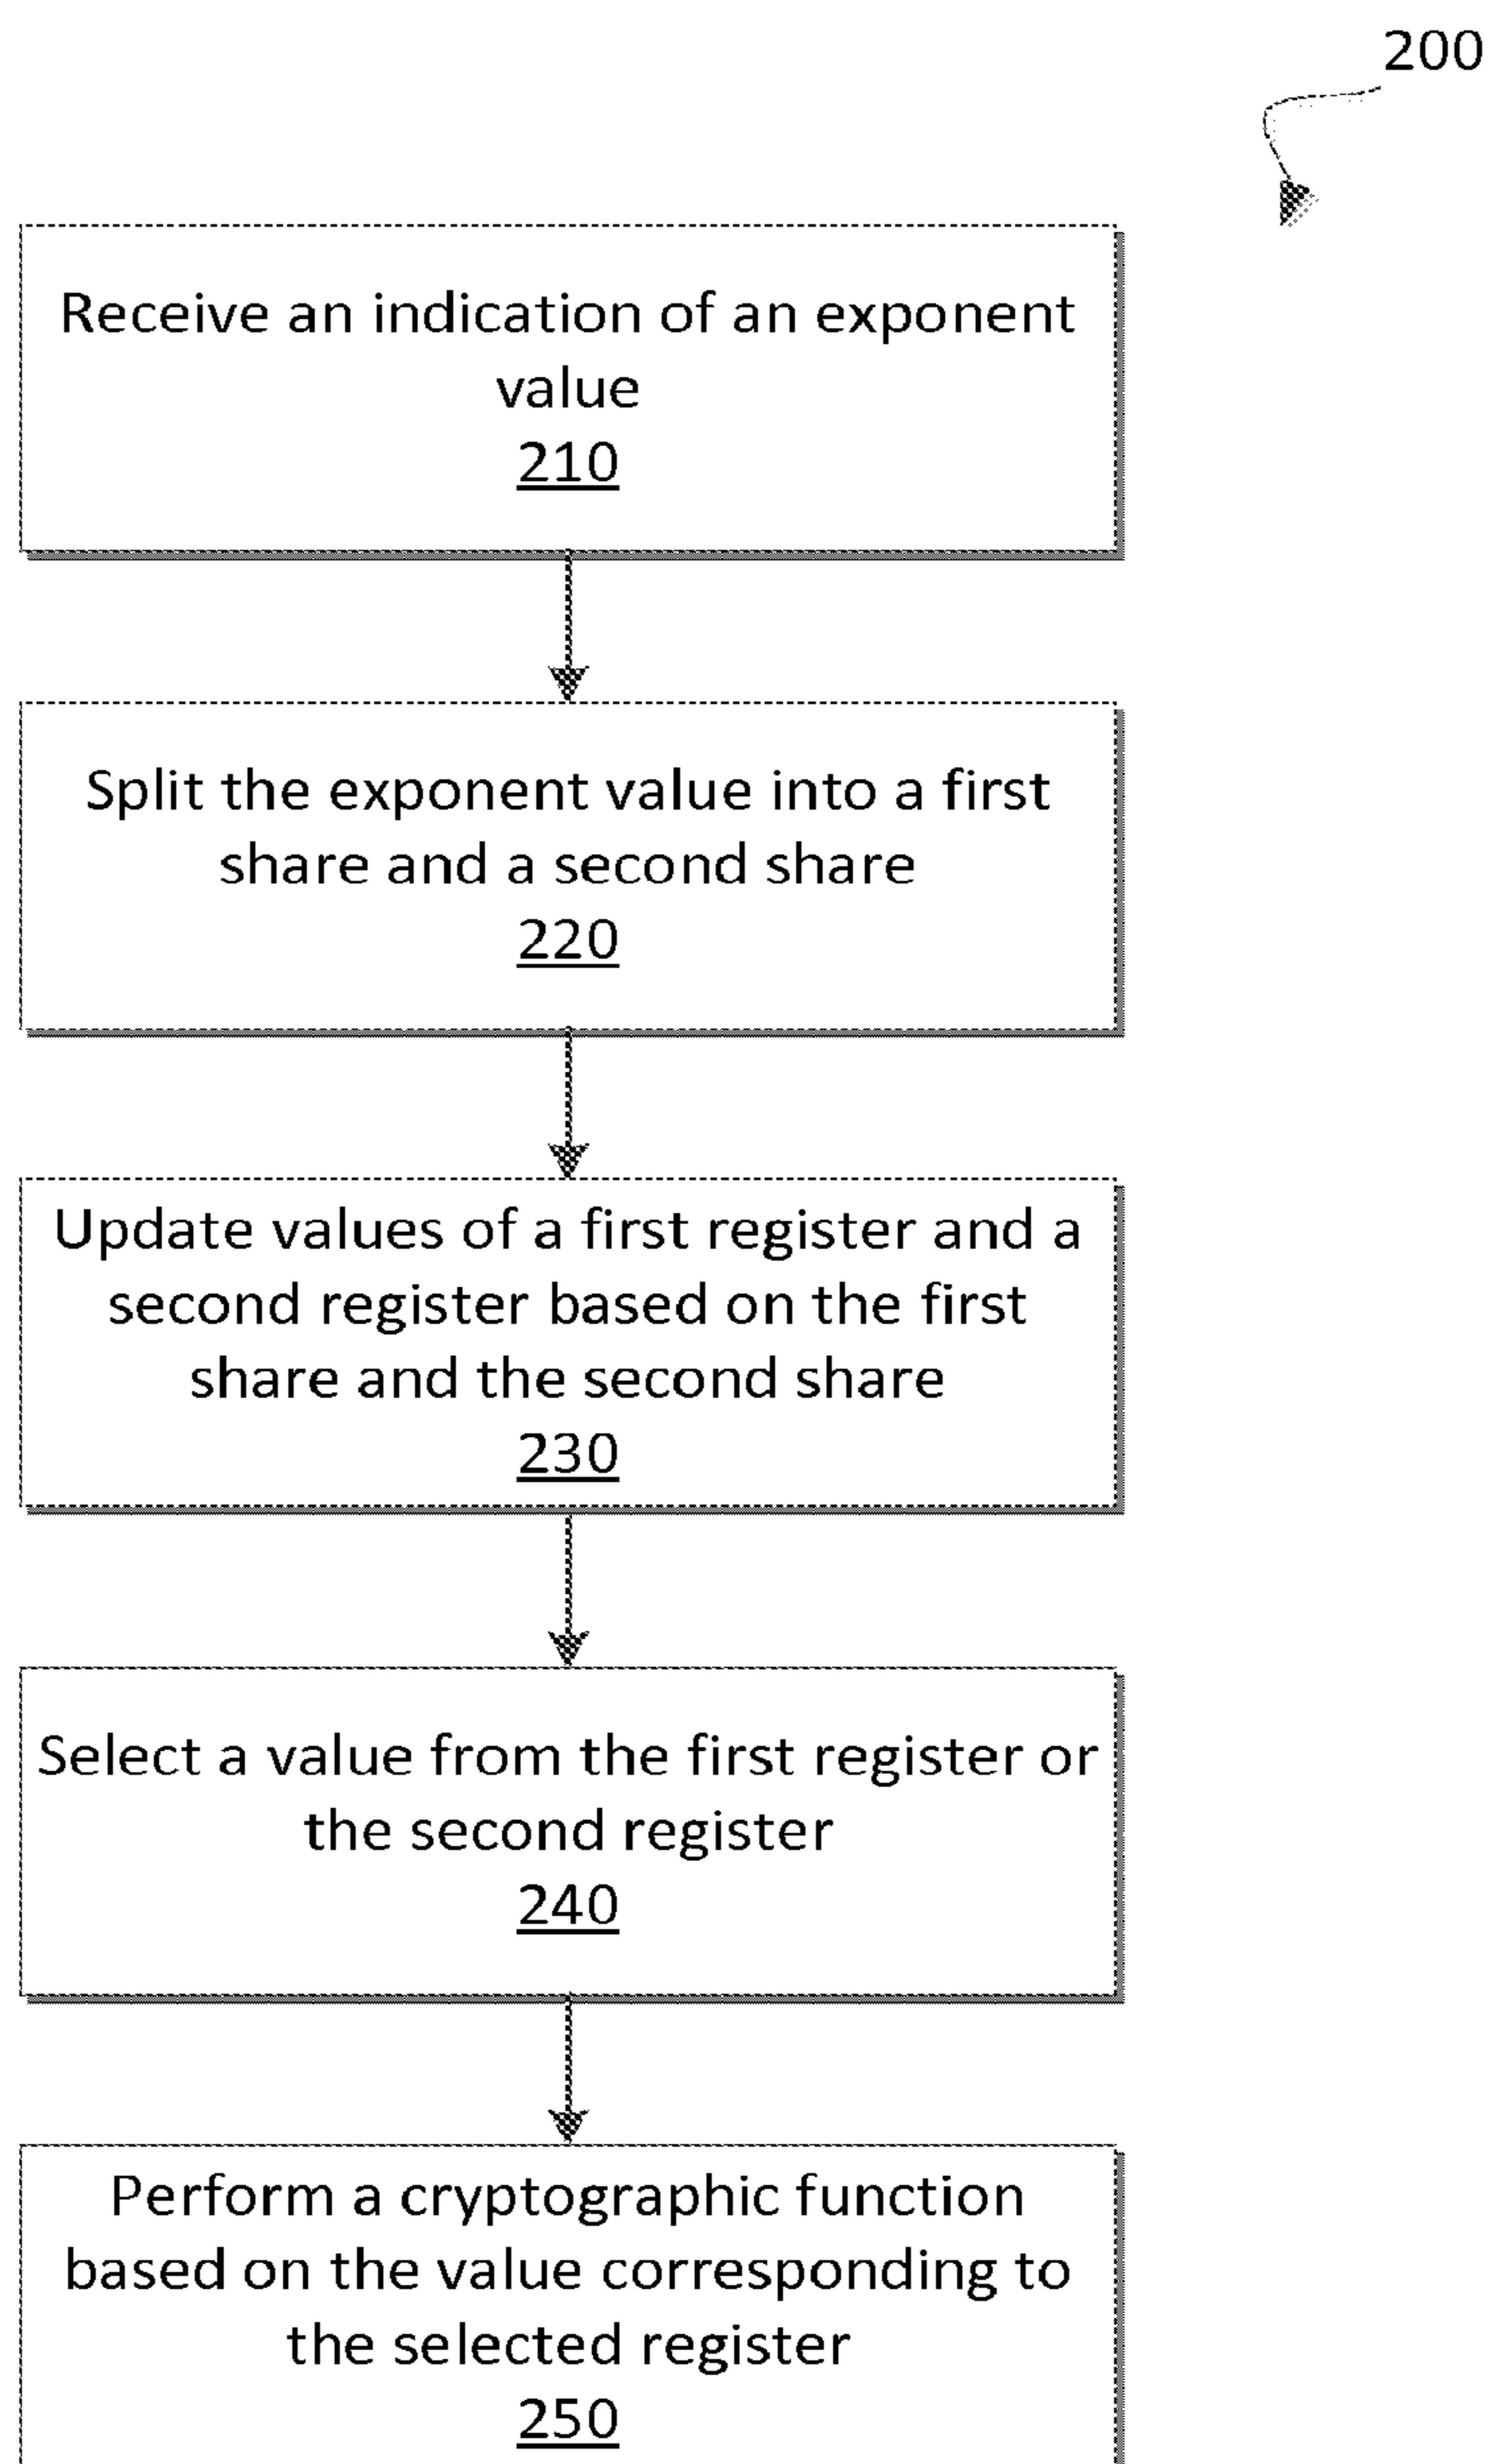 200
Receive an indication of an exponent
value
210
Split the exponent value into a first
share and a second share
220
Update values of a first register and a
second register based on the first
share and the second share
230
Select a value from the first register or
the second register
240
Perform a cryptographic function
based on the value corresponding to
the selected register
250